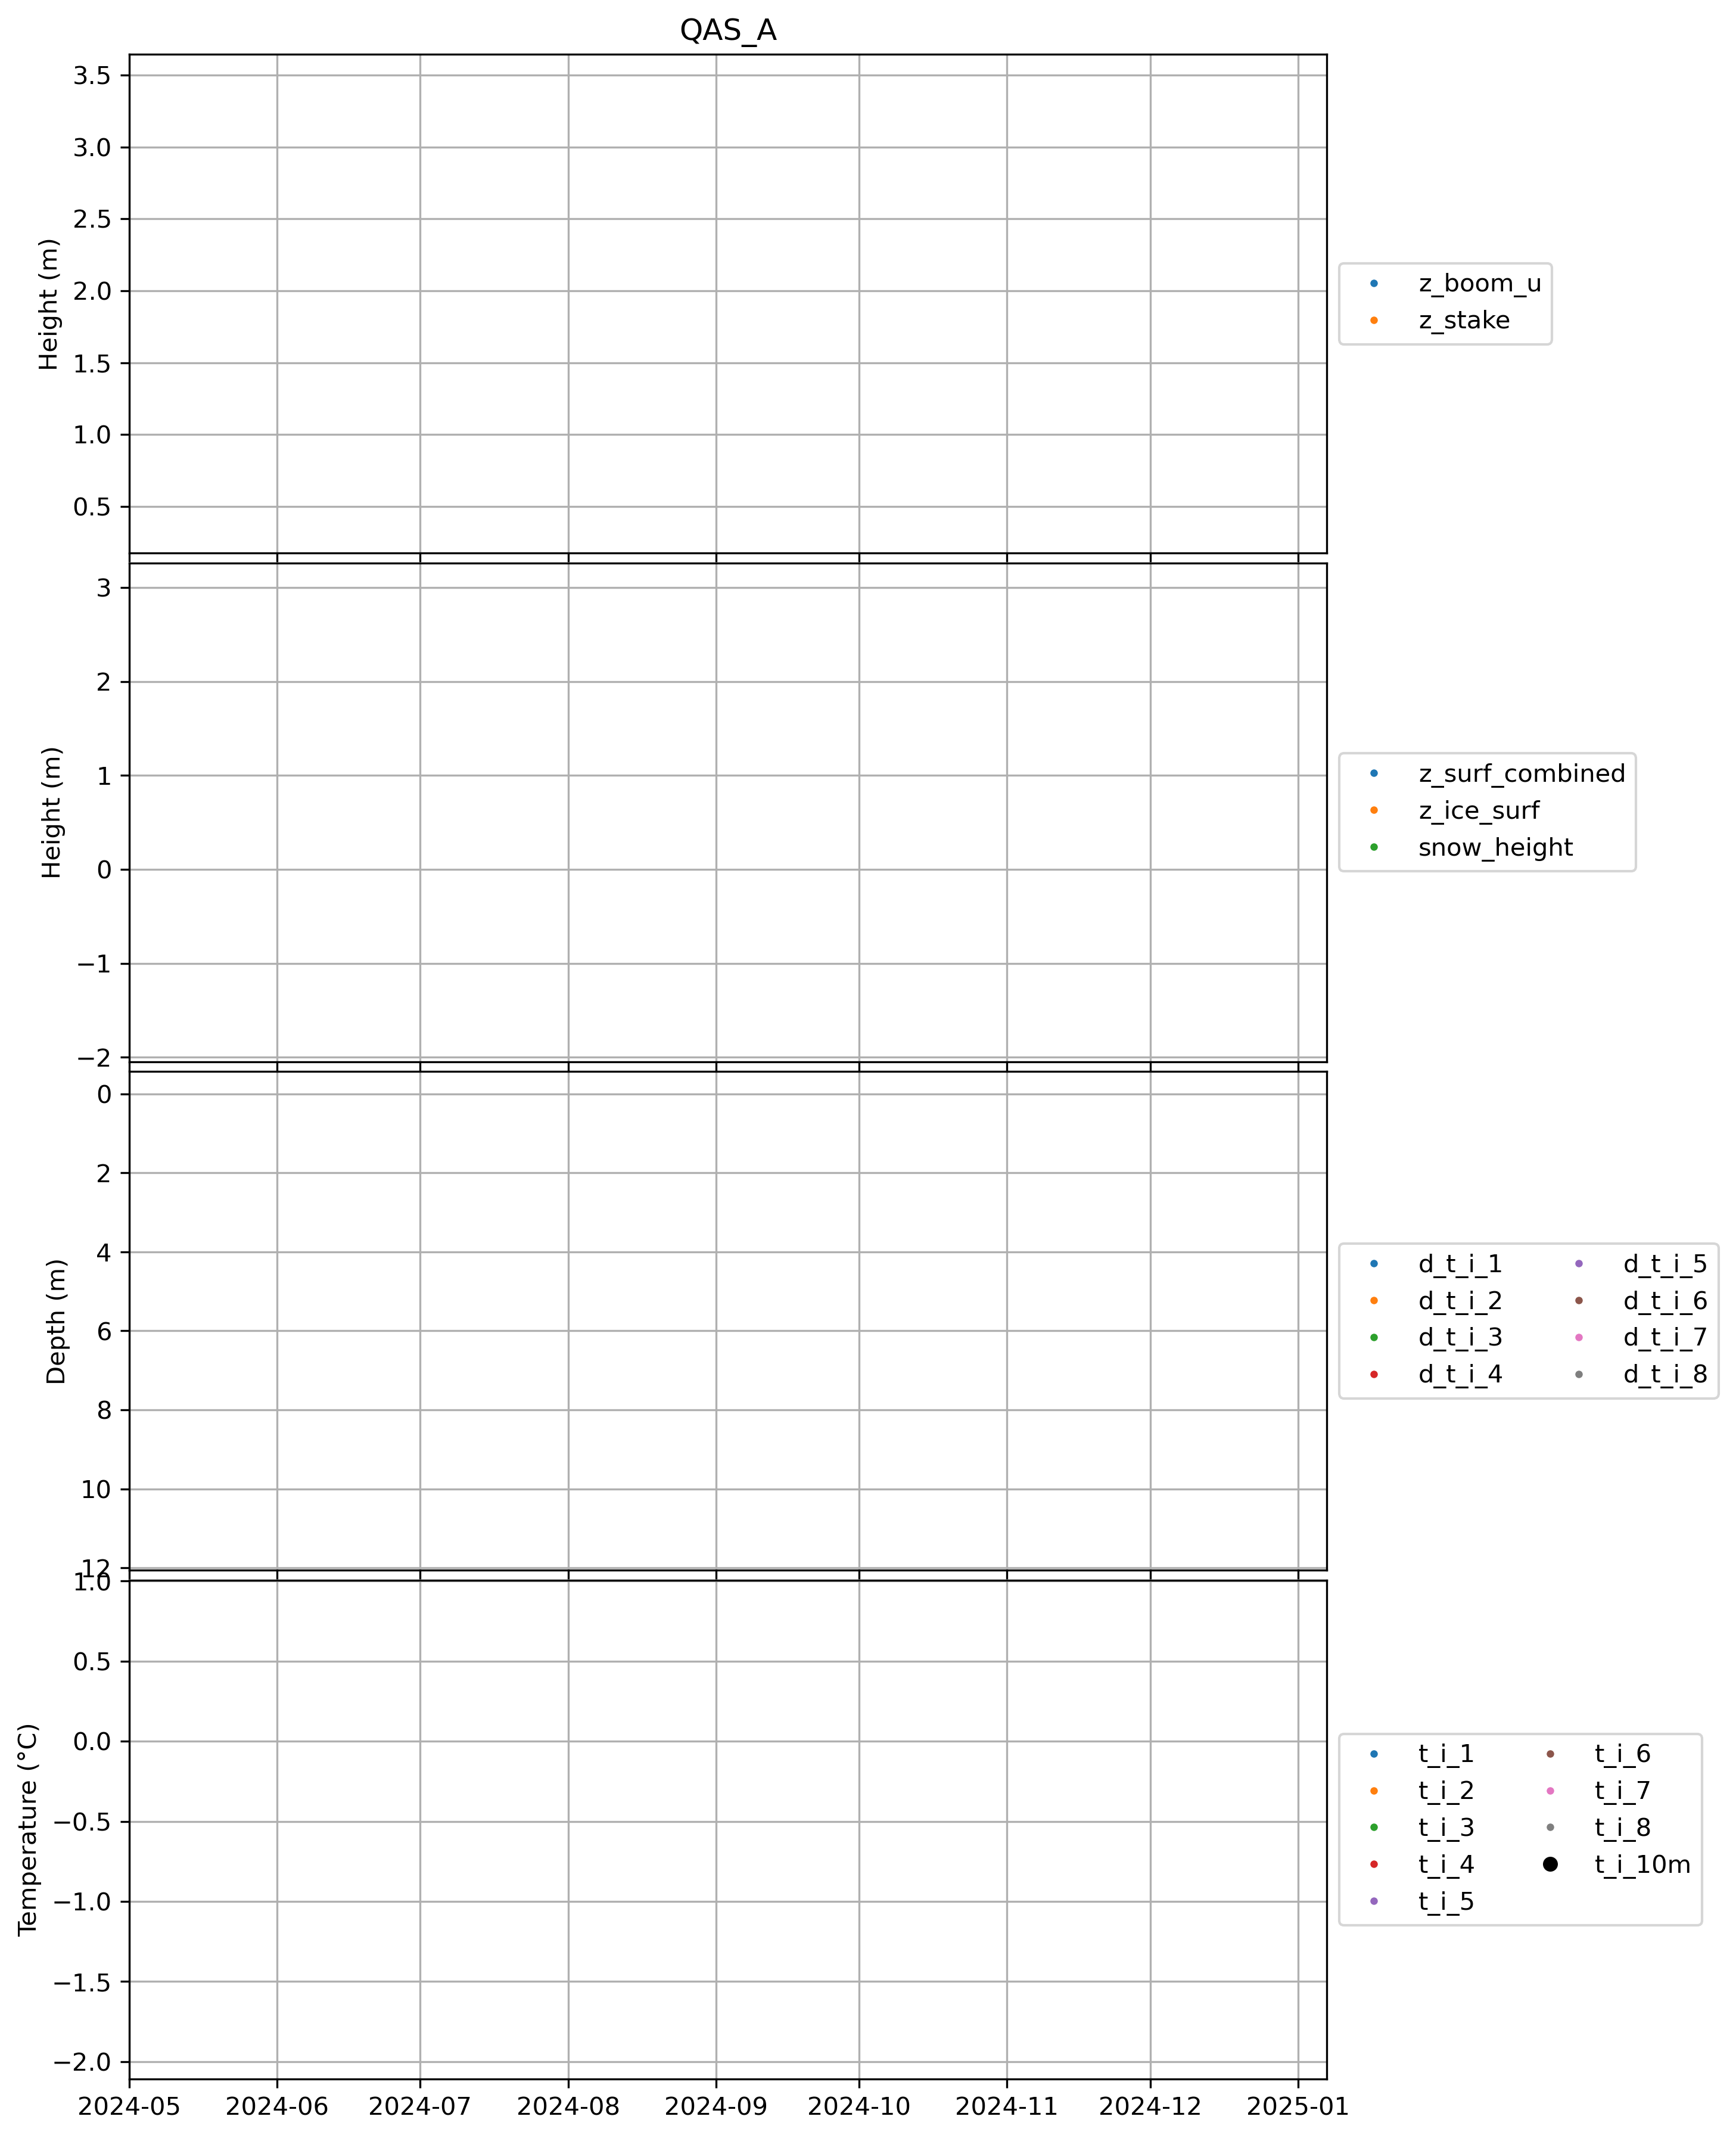 QAS_A
3.5
3.0
2.5
2.0
1.5
1.0
0.5
Height (m)
z_boom_u
z_stake
3
2
1
0
−1
−2
Height (m)
z_surf_combined
z_ice_surf
snow_height
0
2
4
6
8
10
12
Depth (m)
d_t_i_1
d_t_i_2
d_t_i_3
d_t_i_4
d_t_i_5
d_t_i_6
d_t_i_7
d_t_i_8
1.0
0.5
0.0
−0.5
−1.0
−1.5
−2.0
Temperature (°C)
t_i_1
t_i_2
t_i_3
t_i_4
t_i_5
t_i_6
t_i_7
t_i_8
t_i_10m
2024-05 2024-06 2024-07 2024-08 2024-09 2024-10 2024-11 2024-12 2025-01